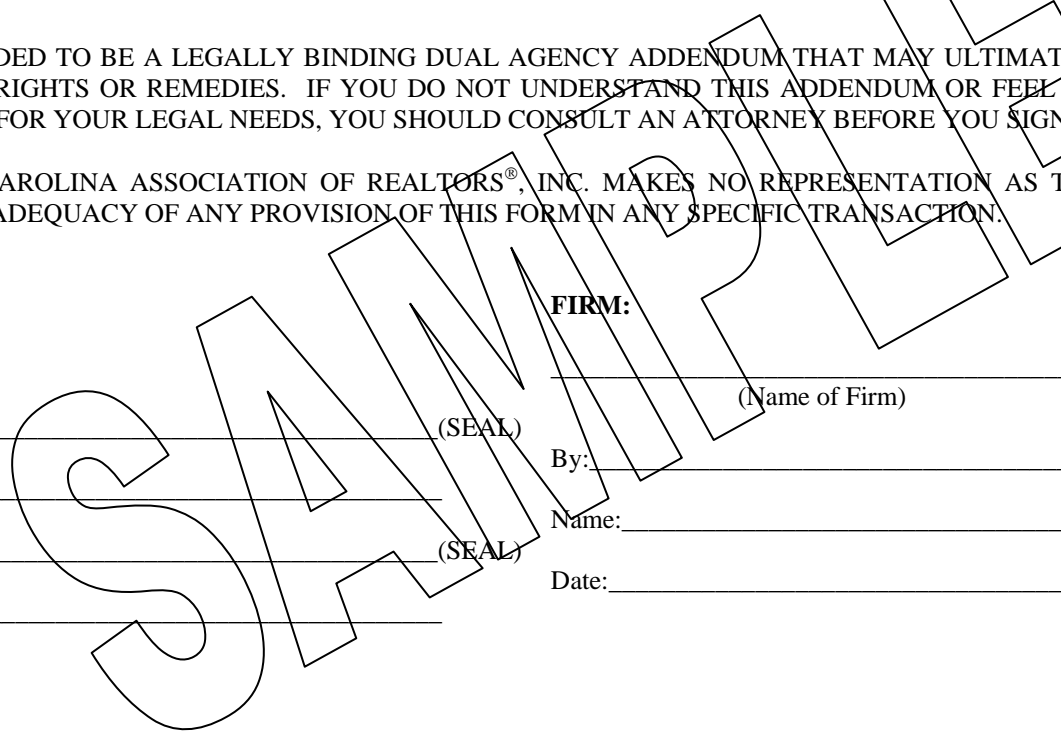 DED TO BE A LEGALLY BINDING DUAL AGENCY ADDENDUM THAT MAY ULTIMAT
RIGHTS OR REMEDIES. IF YOU DO NOT UNDERSTAND THIS ADDENDUM OR FEEL
FOR YOUR LEGAL NEEDS, YOU SHOULD CONSULT AN ATTORNEY BEFORE YOU SIGN
AROLINA ASSOCIATION OF REALTORS®, INC. MAKES NO REPRESENTATION AS T
ADEQUACY OF ANY PROVISION OF THIS FORM IN ANY SPECIFIC TRANSACTION.
FIRM:
(Name of Firm)
(SEAL)
By:
Name:
(SEAL)
Date:
SAMPLE